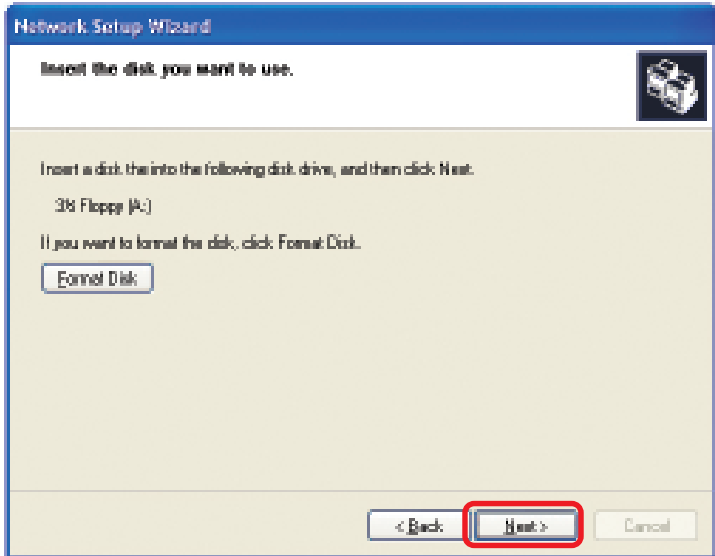 Network Setup Wizard
Insert the disk you want to use.
Insert a disk the into the following disk drive, and then click Next.
3½ Floppy (A:)
If you want to format the disk, click Format Disk.
Format Disk
< Back
Next >
Cancel